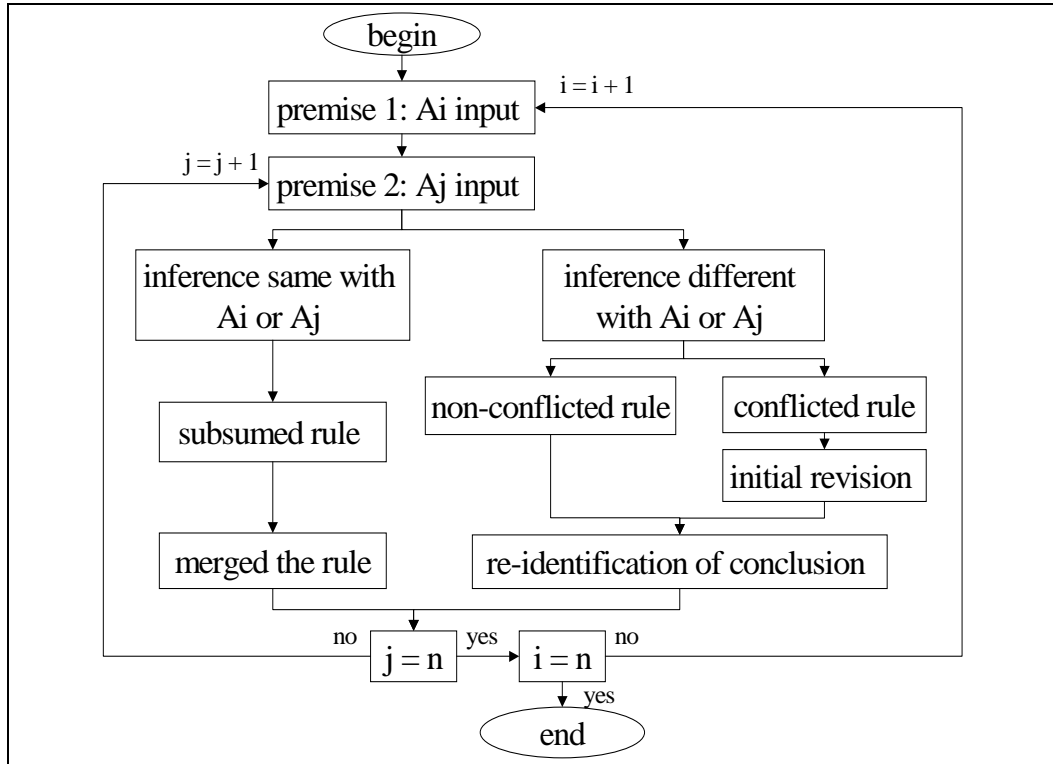 begin
i = i + 1
premise 1: Ai input
j = j + 1
premise 2: Aj input
inference same with
Ai or Aj
inference different
with Ai or Aj
non-conflicted rule
conflicted rule
subsumed rule
initial revision
merged the rule
re-identification of conclusion
no
j = n
yes
i = n
no
yes
end